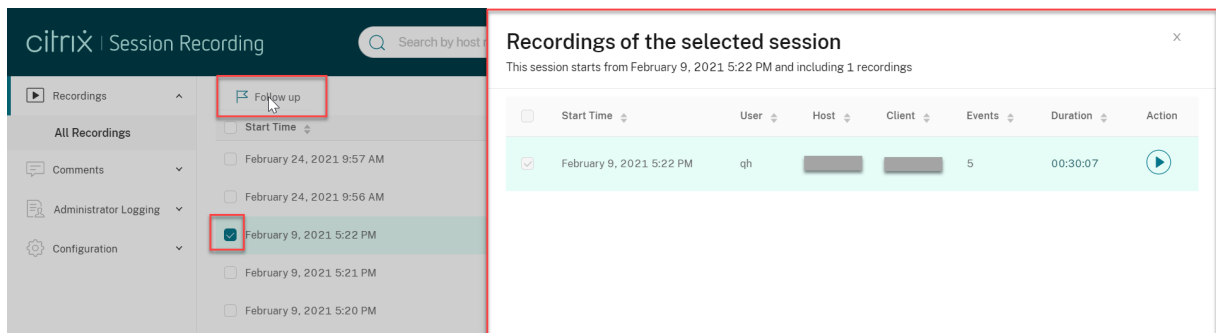 citrix | Session Recording
Search by host
Recordings
All Recordings
Comments
Administrator Logging
Configuration
Follow up
Start Time
February 24, 2021 9:57 AM
February 24, 2021 9:56 AM
February 9, 2021 5:22 PM
February 9, 2021 5:21 PM
February 9, 2021 5:20 PM
Recordings of the selected session
x
This session starts from February 9, 2021 5:22 PM and including 1 recordings
Start Time User Host Client Events Duration Action
February 9, 2021 5:22 PM qh 5 00:30:07